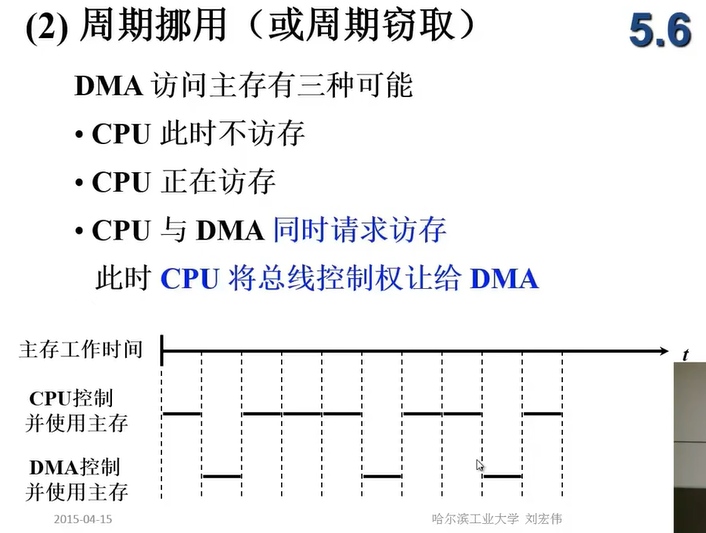 (2) 周期挪用（或周期窃取）
5.6
DMA 访问主存有三种可能
• CPU 此时不访存
• CPU 正在访存
• CPU 与 DMA 同时请求访存
此时 CPU 将总线控制权让给 DMA
主存工作时间
t
CPU控制
并使用主存
DMA控制
并使用主存
2015-04-15
哈尔滨工业大学 刘宏伟